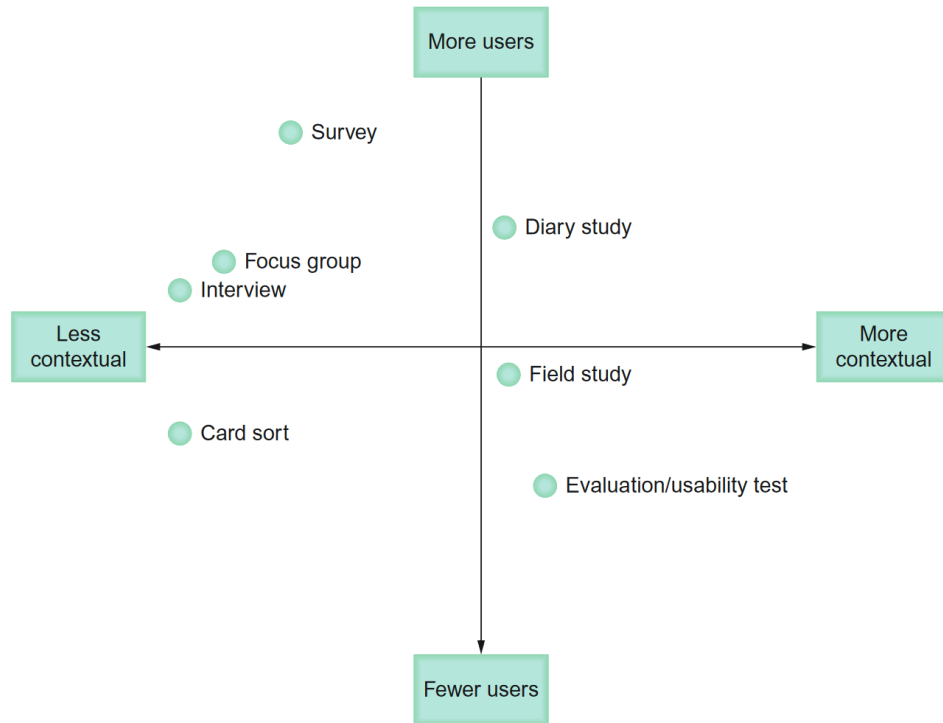 More users
Survey
Diary study
Focus group
Interview
Less
contextual
More
contextual
Field study
Card sort
Evaluation/usability test
Fewer users